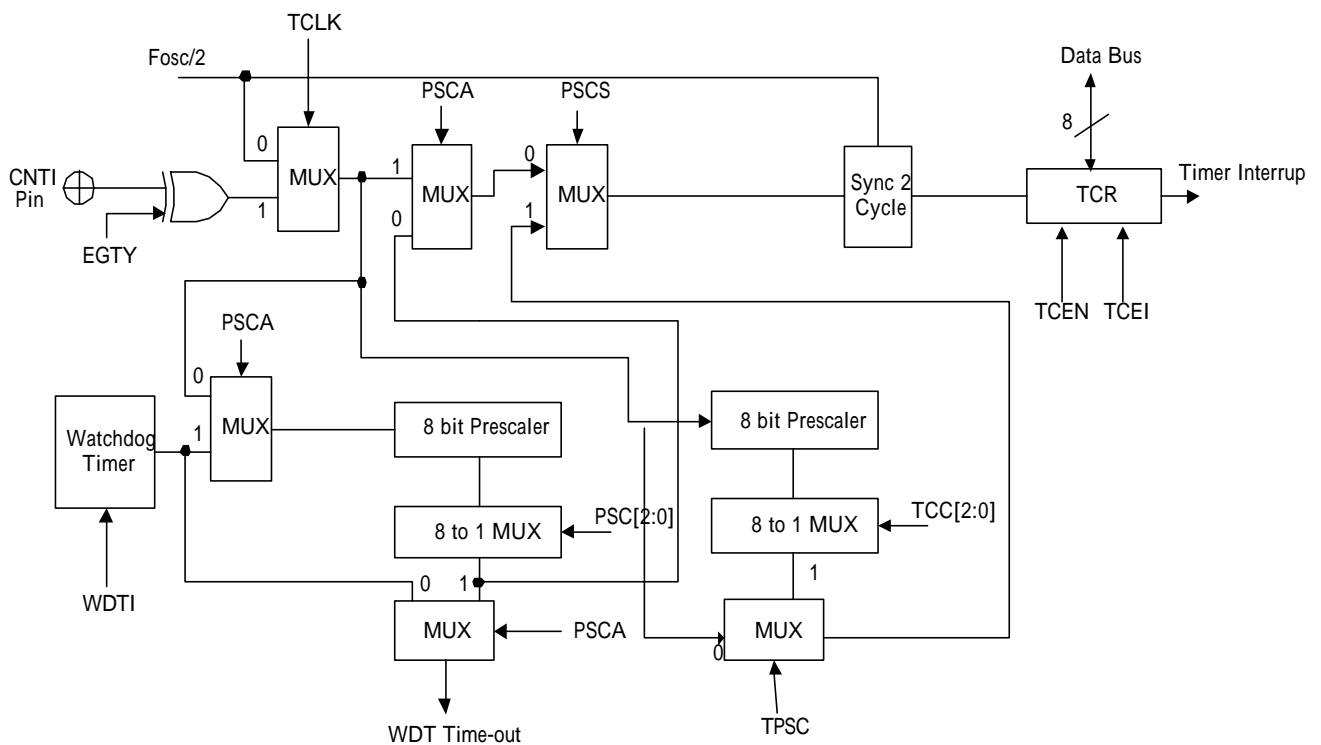 TCLK
Fosc/2
Data Bus
PSCA
PSCS
8
0
0
1
CNTI
Pin
MUX
MUX
MUX
Sync 2
Cycle
TCR
Timer Interrup
1
0
1
EGTY
TCEN
TCEI
PSCA
0
Watchdog
Timer
1
MUX
8 bit Prescaler
8 bit Prescaler
8 to 1 MUX
PSC[2:0]
8 to 1 MUX
TCC[2:0]
0
1
1
WDTI
MUX
PSCA
MUX
0
TPSC
WDT Time-out